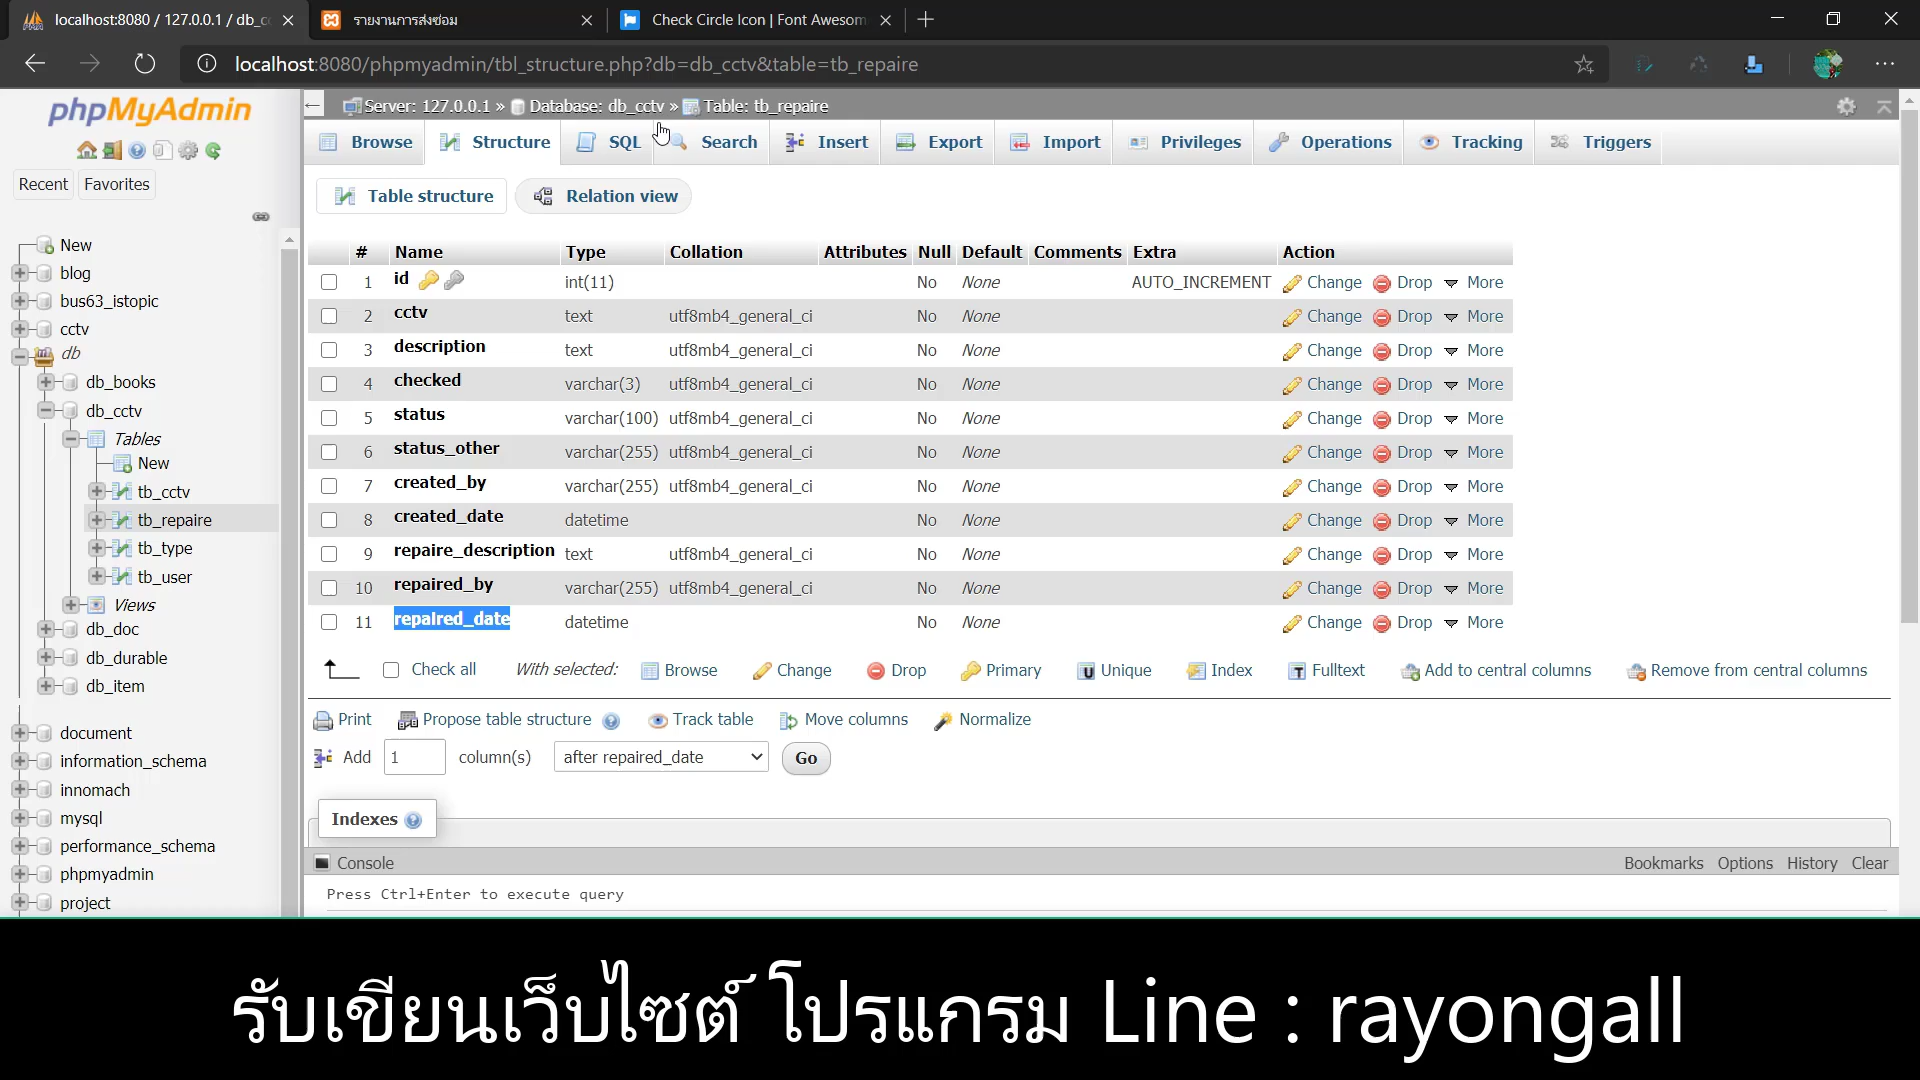 localhost:8080 / 127.0.0.1 / db_c
รายงานการส่งซ่อม
Check Circle Icon | Font Awesom
localhost:8080/phpmyadmin/tbl_structure.php?db=db_cctv&table=tb_repaire
phpMyAdmin
Recent Favorites
New
blog
bus63_istopic
cctv
db
db_books
db_cctv
Tables
New
tb_cctv
tb_repaire
tb_type
tb_user
Views
db_doc
db_durable
db_item
document
information_schema
innomach
mysql
performance_schema
phpmyadmin
project
Server: 127.0.0.1 » Database: db_cctv » Table: tb_repaire
Browse Structure SQL Search Insert Export Import Privileges Operations Tracking Triggers
Table structure Relation view
# Name Type Collation Attributes Null Default Comments Extra Action
1 id int(11) No None AUTO_INCREMENT Change Drop More
2 cctv text utf8mb4_general_ci No None Change Drop More
3 description text utf8mb4_general_ci No None Change Drop More
4 checked varchar(3) utf8mb4_general_ci No None Change Drop More
5 status varchar(100) utf8mb4_general_ci No None Change Drop More
6 status_other varchar(255) utf8mb4_general_ci No None Change Drop More
7 created_by varchar(255) utf8mb4_general_ci No None Change Drop More
8 created_date datetime No None Change Drop More
9 repaire_description text utf8mb4_general_ci No None Change Drop More
10 repaired_by varchar(255) utf8mb4_general_ci No None Change Drop More
11 repaired_date datetime No None Change Drop More
Check all With selected: Browse Change Drop Primary Unique Index Fulltext Add to central columns Remove from central columns
Print Propose table structure Track table Move columns Normalize
Add 1 column(s) after repaired_date Go
Indexes
Console Bookmarks Options History Clear
Press Ctrl+Enter to execute query
รับเขียนเว็บไซต์ โปรแกรม Line : rayongall